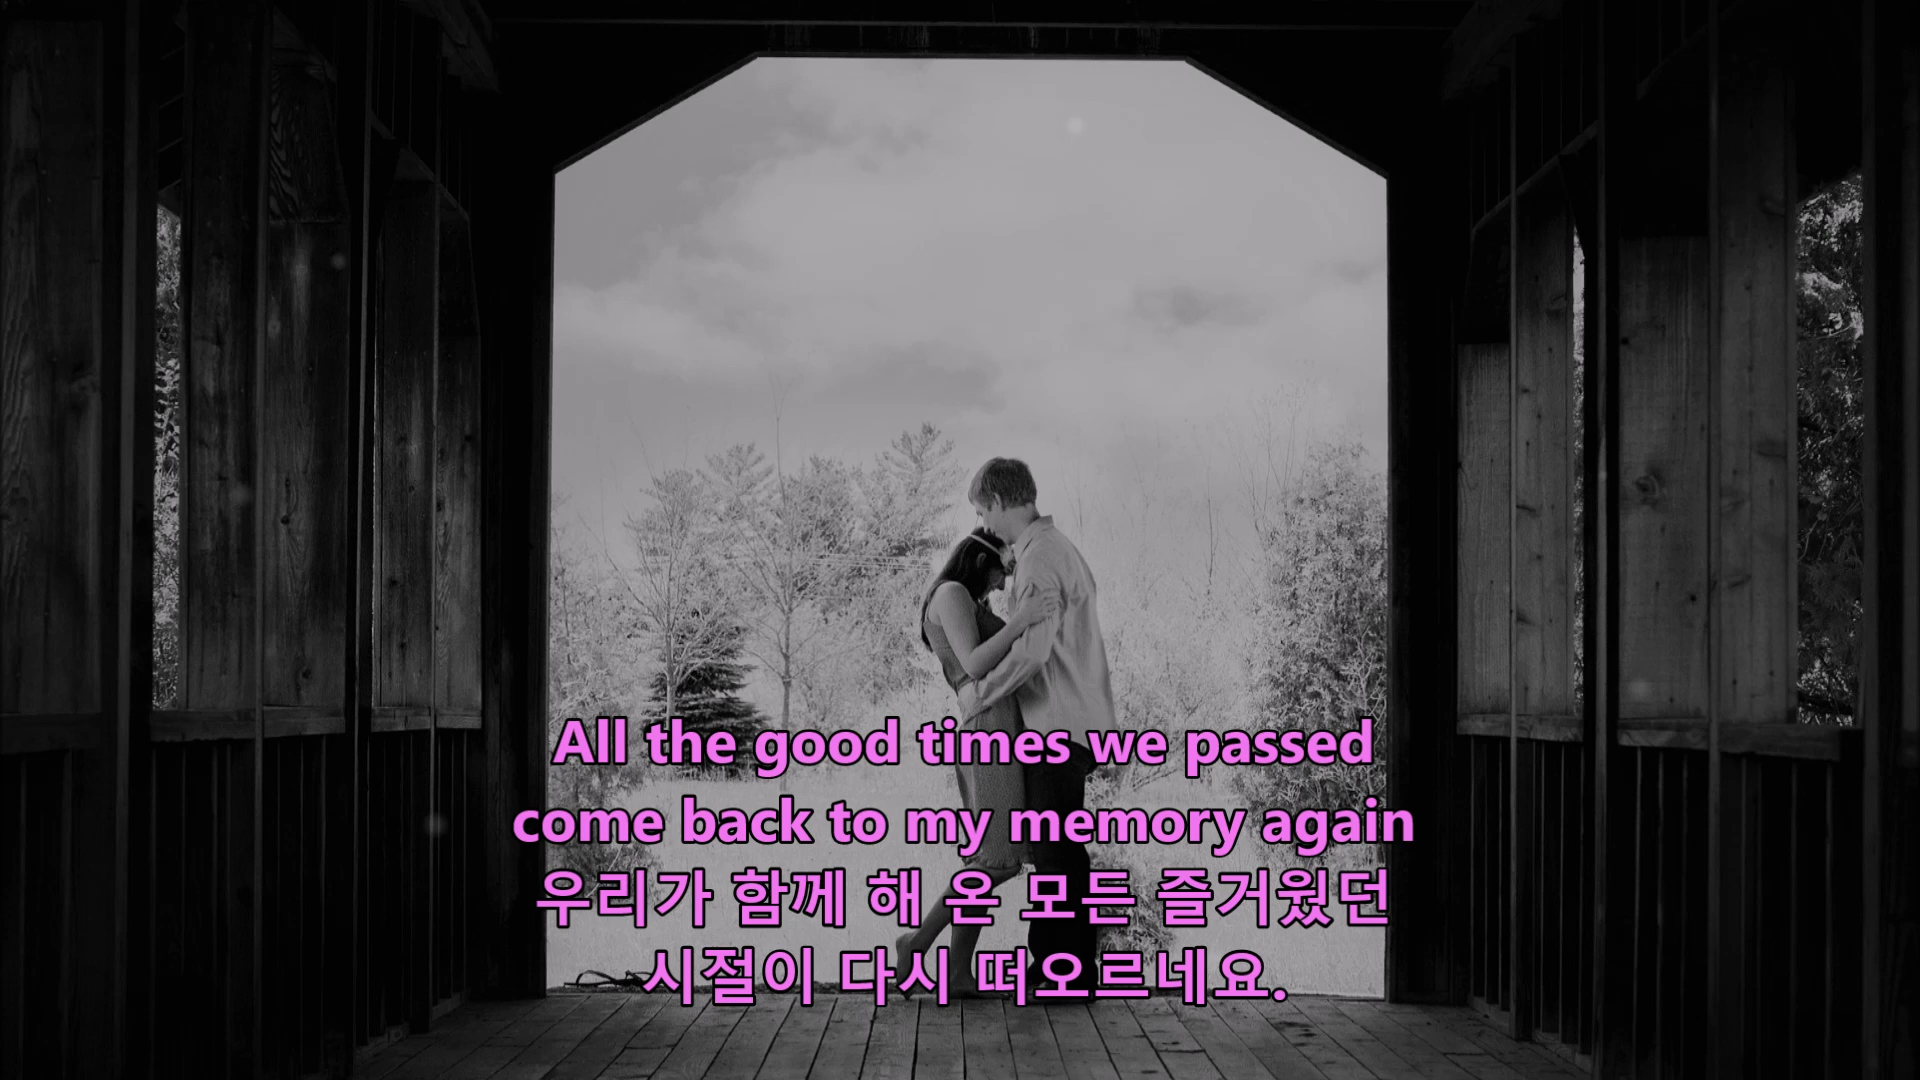 All the good times we passed
come back to my memory again
우리가 함께 해 온 모든 즐거웠던
시절이 다시 떠오르네요.